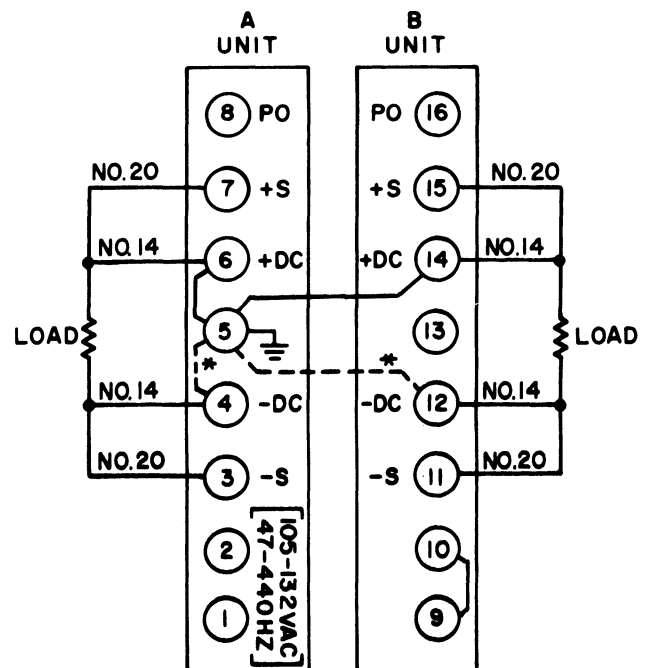 A
UNIT
B
UNIT
8 PO
PO 16
NO.20
7 +S
+S 15
NO.20
NO.14
6 +DC
+DC 14
NO.14
LOAD
5
13
LOAD
*
*
NO.14
4 -DC
-DC 12
NO.14
NO.20
3 -S
-S 11
NO.20
2
10
1
9
105-132VAC
47-440HZ